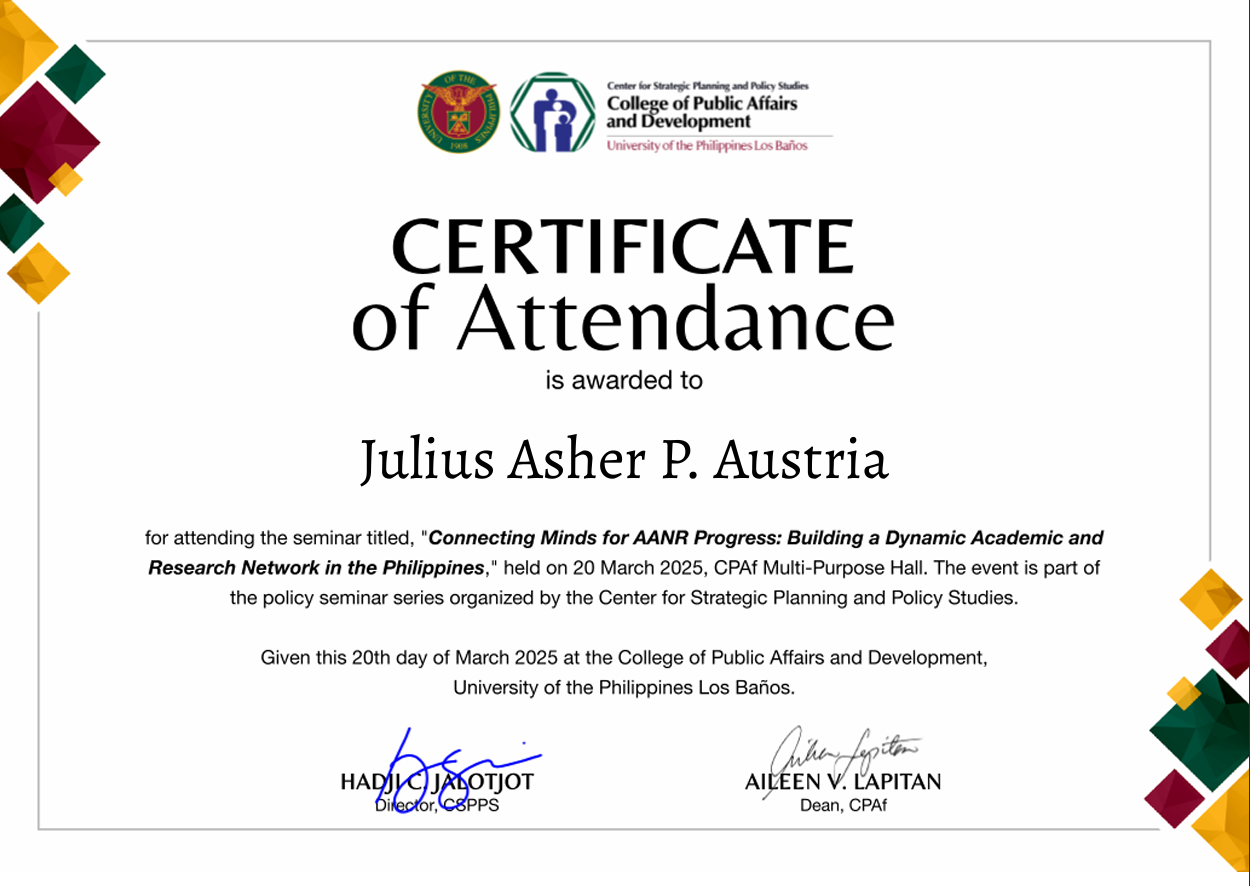 UNIVERSITY OF THE PHILIPPINES
1908
Center for Strategic Planning and Policy Studies
College of Public Affairs
and Development
University of the Philippines Los Baños
CERTIFICATE
of Attendance
is awarded to
Julius Asher P. Austria
for attending the seminar titled, "Connecting Minds for AANR Progress: Building a Dynamic Academic and
Research Network in the Philippines," held on 20 March 2025, CPAf Multi-Purpose Hall. The event is part of
the policy seminar series organized by the Center for Strategic Planning and Policy Studies.
Given this 20th day of March 2025 at the College of Public Affairs and Development,
University of the Philippines Los Baños.
HADJI C. JALOTJOT
Director, CSPPS
Aileen Lapitan
AILEEN V. LAPITAN
Dean, CPAf